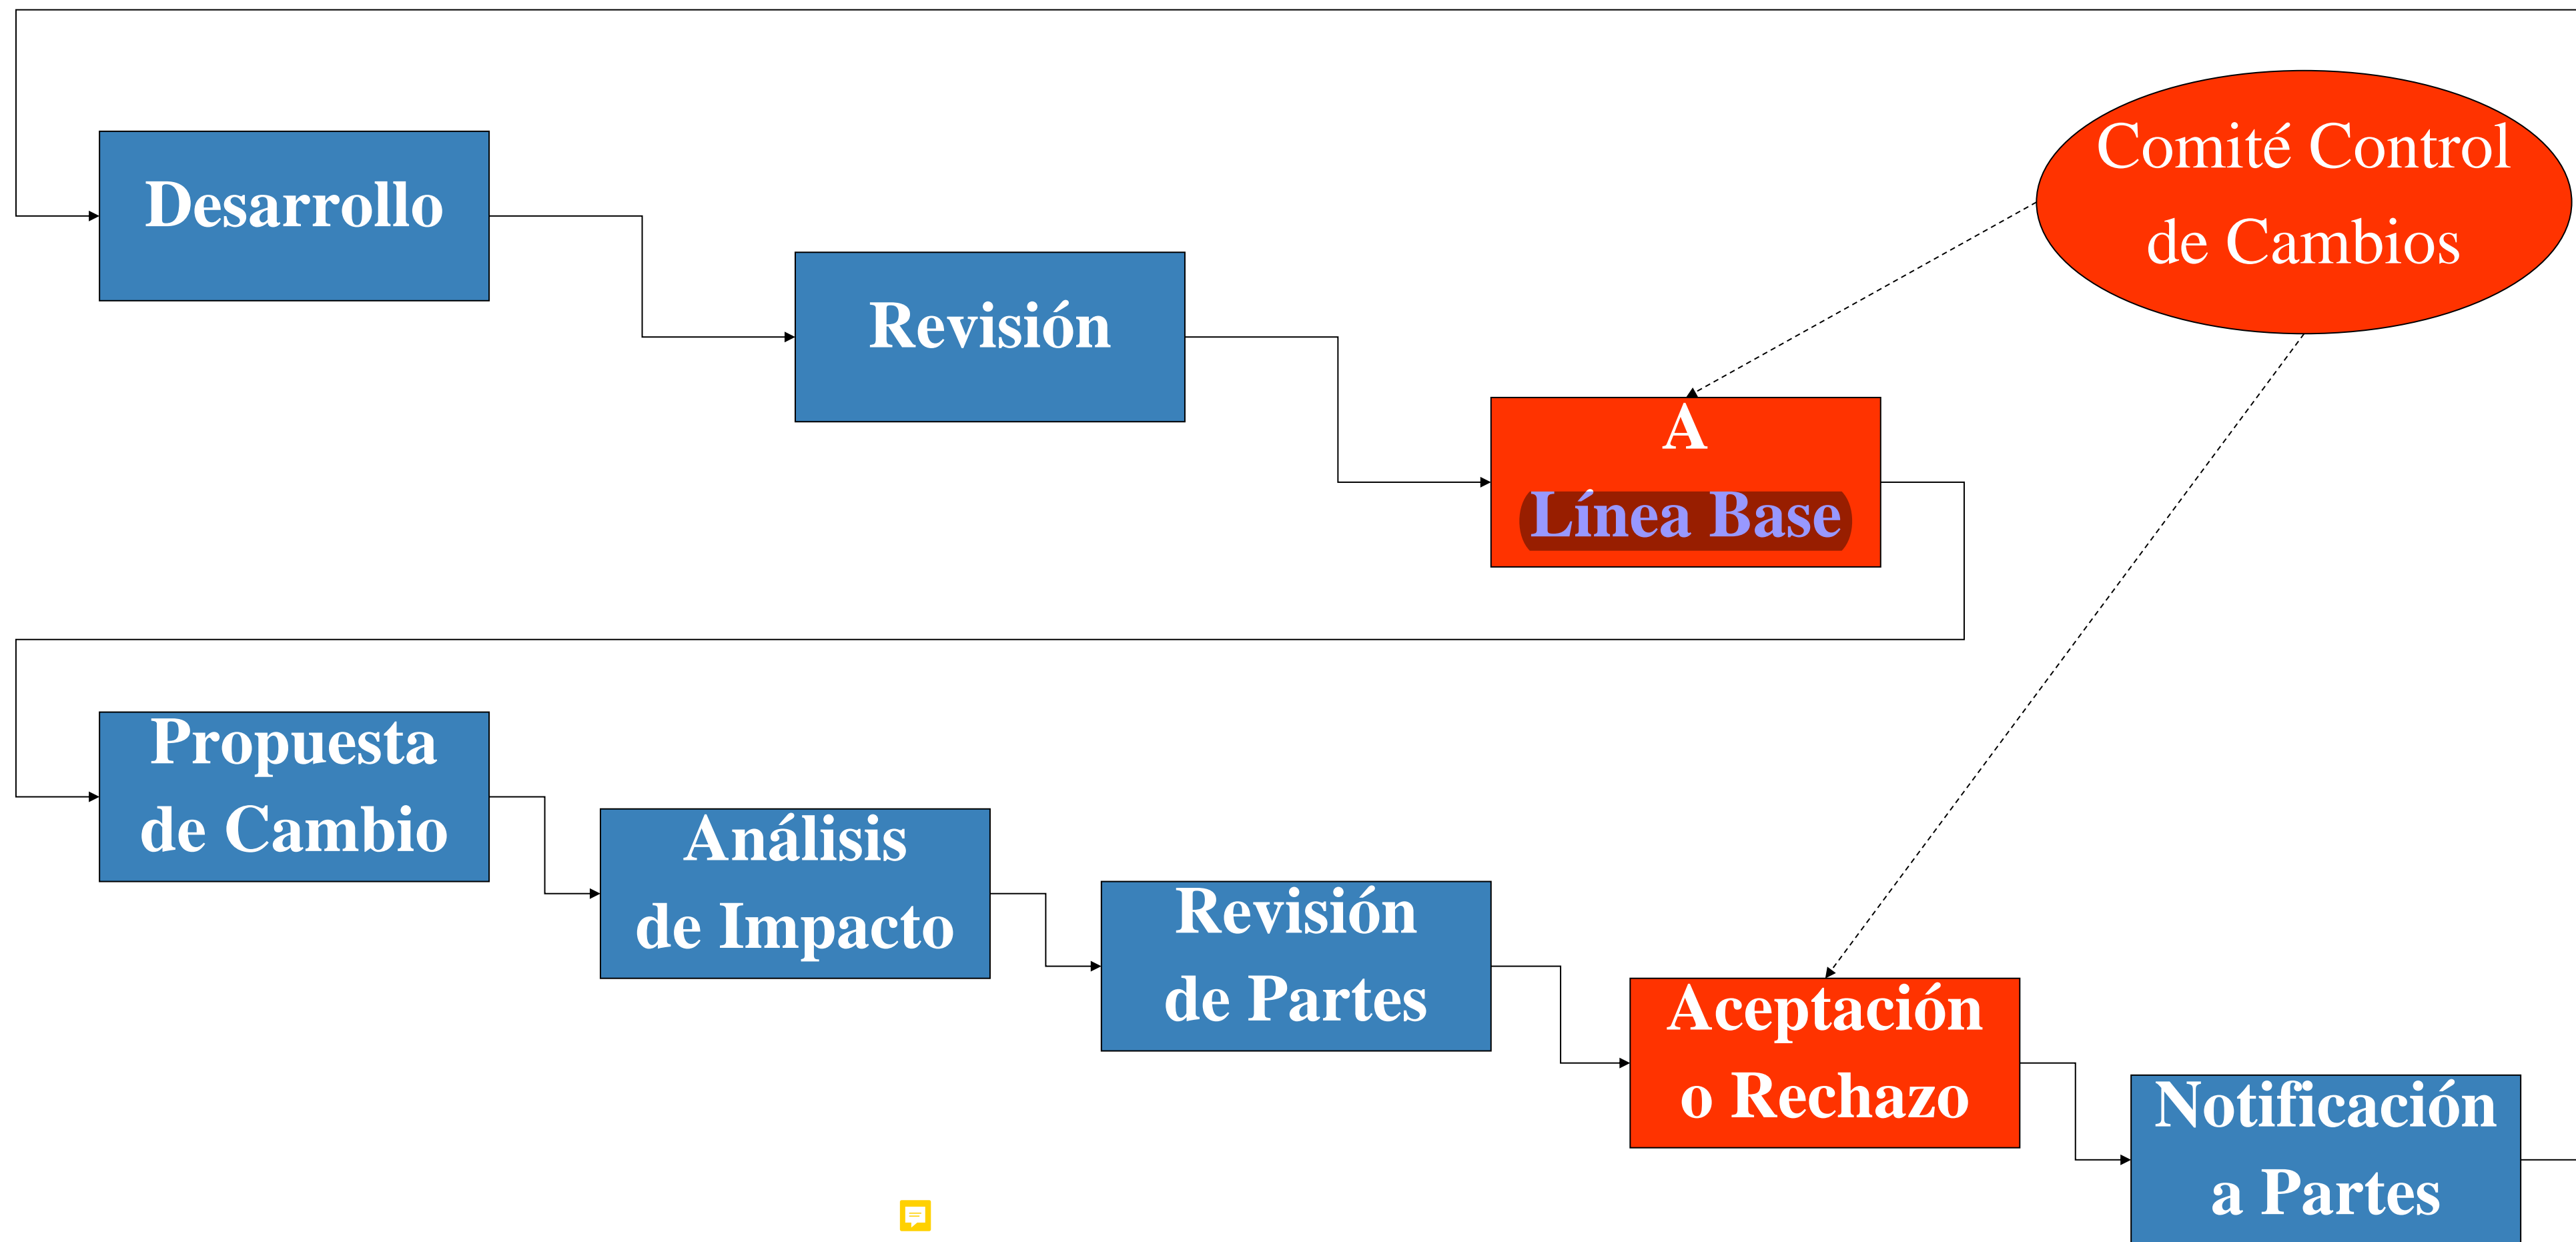 Desarrollo
Revisión
A
Línea Base
Comité Control
de Cambios
Propuesta
de Cambio
Análisis
de Impacto
Revisión
de Partes
Aceptación
o Rechazo
Notificación
a Partes